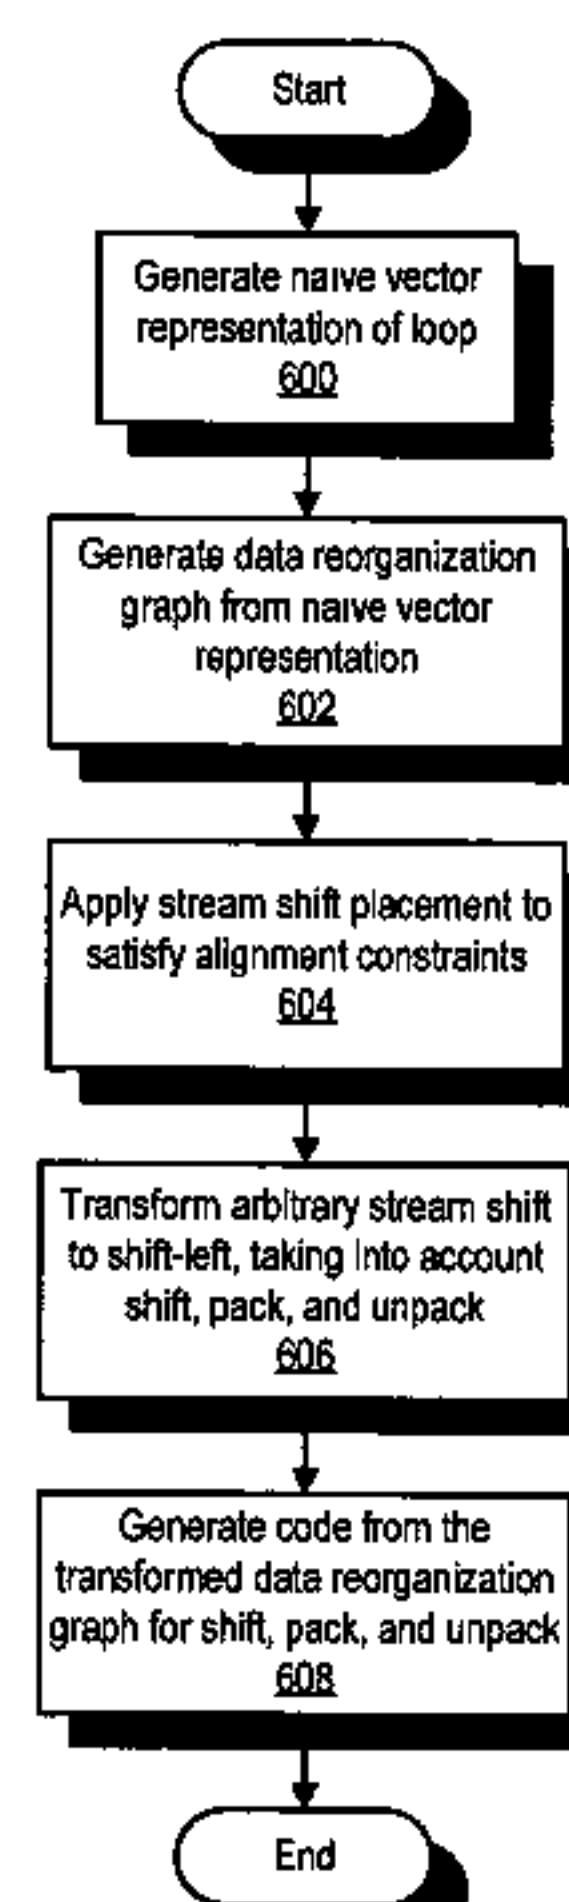 Start
Generate naive vector
representation of loop
600
Generate data reorganization
graph from naive vector
representation
602
Apply stream shift placement to
satisfy alignment constraints
604
Transform arbitrary stream shift
to shift-left, taking into account
shift, pack, and unpack
606
Generate code from the
transformed data reorganization
graph for shift, pack, and unpack
608
End